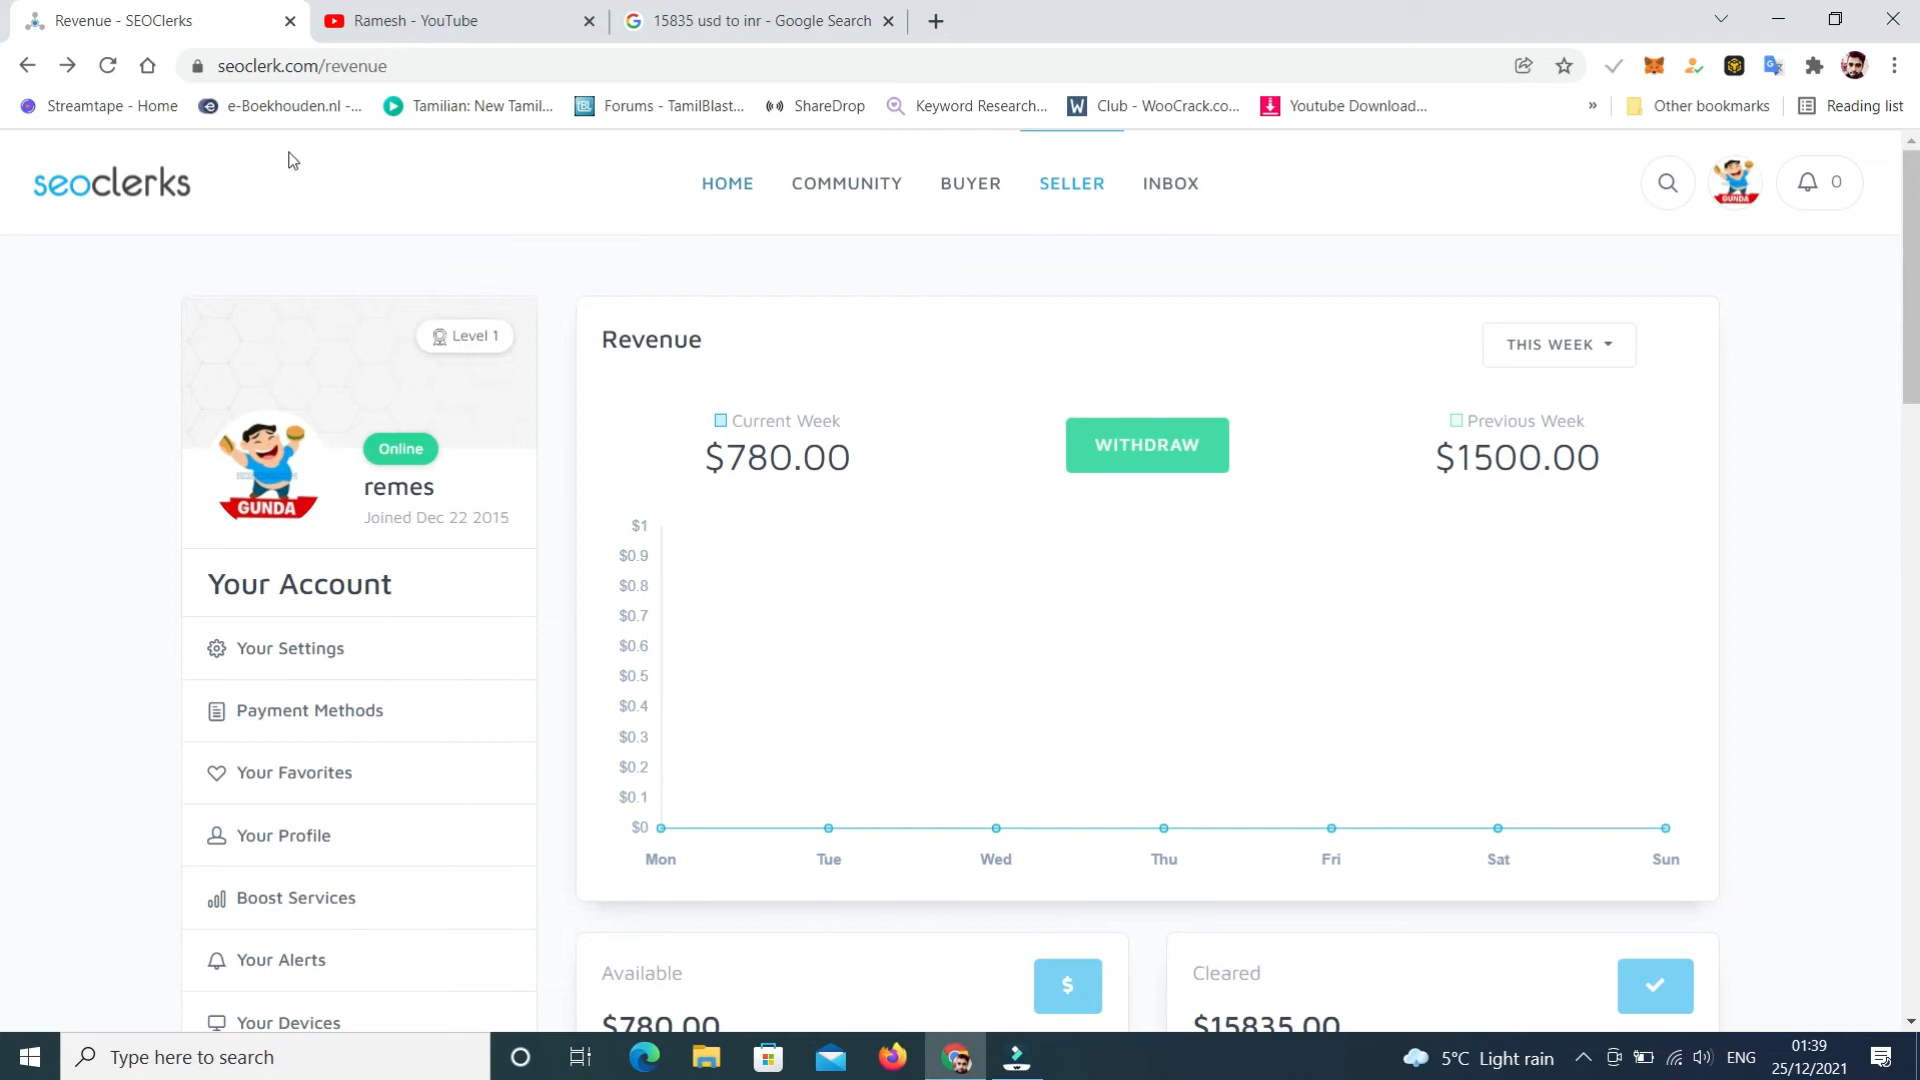 Revenue - SEOClerks
Ramesh - YouTube
15835 usd to inr - Google Search
seoclerk.com/revenue
Streamtape - Home
e-Boekhouden.nl -...
Tamilian: New Tamil...
Forums - TamilBlast...
ShareDrop
Keyword Research...
Club - WooCrack.co...
Youtube Download...
»
Other bookmarks
Reading list
seoclerks
HOME
COMMUNITY
BUYER
SELLER
INBOX
GUNDA
0
Level 1
GUNDA
Online
remes
Joined Dec 22 2015
Your Account
Your Settings
Payment Methods
Your Favorites
Your Profile
Boost Services
Your Alerts
Your Devices
Revenue
THIS WEEK
Current Week
$780.00
WITHDRAW
Previous Week
$1500.00
$1
$0.9
$0.8
$0.7
$0.6
$0.5
$0.4
$0.3
$0.2
$0.1
$0
Mon Tue Wed Thu Fri Sat Sun
Available
$
$780.00
Cleared
$15835.00
Type here to search
5°C Light rain
ENG
01:39
25/12/2021